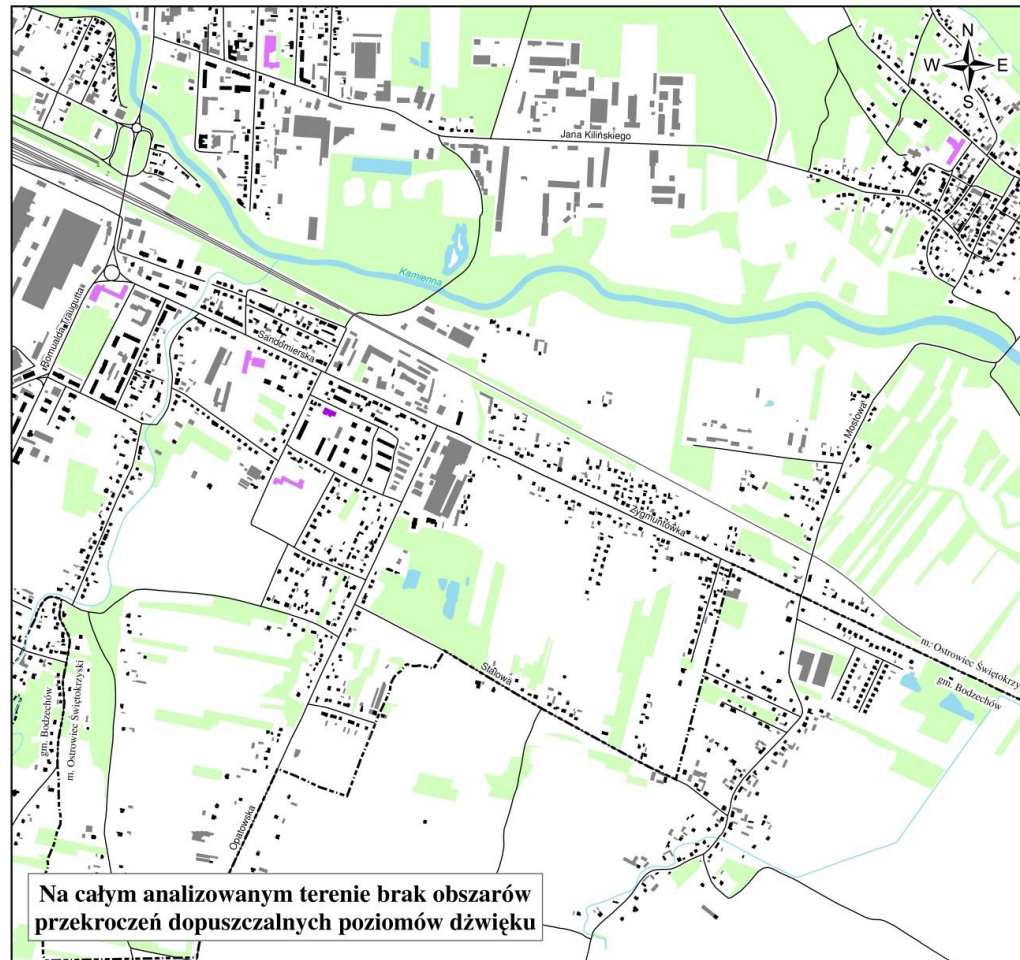 N
W E
S
Jana Kilińskiego
Kamienna
Romualda Traugutta
Sandomierska
Mostowa
Zygmuntówka
m. Ostrowiec Świętokrzyski
gm. Bodzechów
Stalowa
gm. Bodzechów
m. Ostrowiec Świętokrzyski
Opatowska
Na całym analizowanym terenie brak obszarów
przekroczeń dopuszczalnych poziomów dźwięku